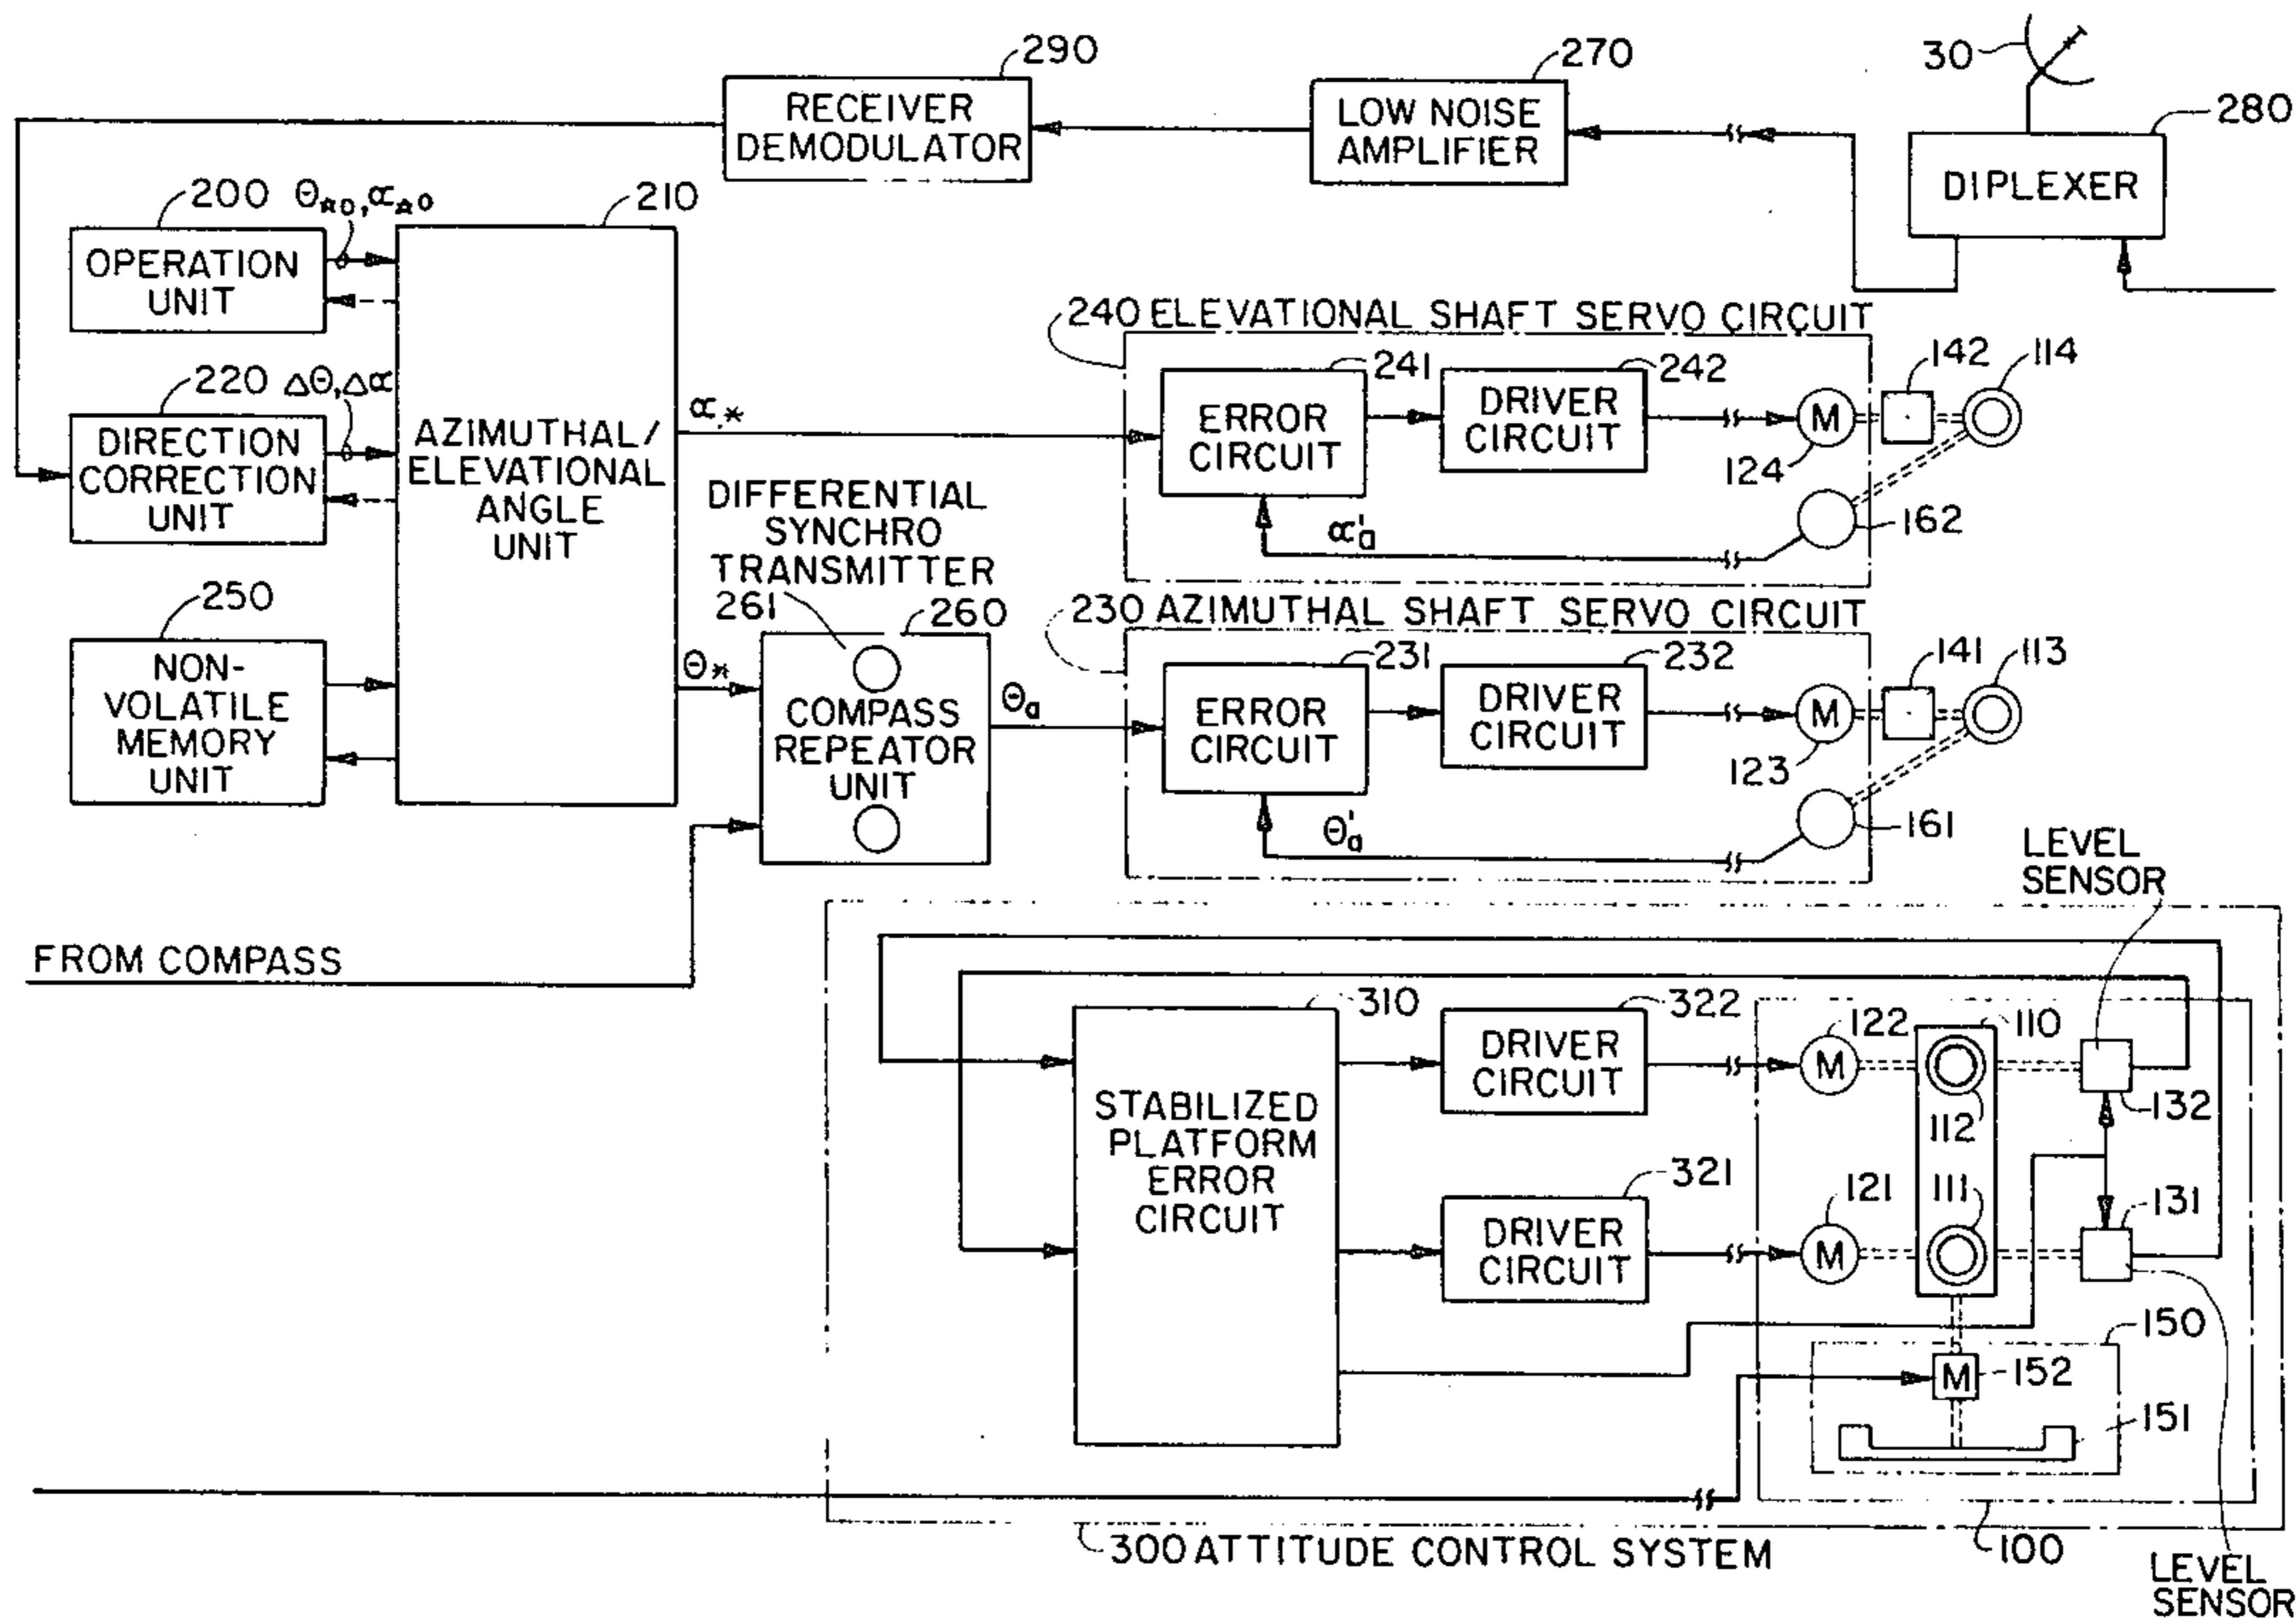 290
RECEIVER
DEMODULATOR
270
LOW NOISE
AMPLIFIER
30
280
DIPLEXER
200
θ☆0, α☆0
OPERATION
UNIT
210
AZIMUTHAL/
ELEVATIONAL
ANGLE
UNIT
220
Δθ, Δα
DIRECTION
CORRECTION
UNIT
250
NON-
VOLATILE
MEMORY
UNIT
α*
θ*
DIFFERENTIAL
SYNCHRO
TRANSMITTER
261
260
COMPASS
REPEATOR
UNIT
θa
240 ELEVATIONAL SHAFT SERVO CIRCUIT
241
ERROR
CIRCUIT
242
DRIVER
CIRCUIT
M
124
142
114
162
α'a
230 AZIMUTHAL SHAFT SERVO CIRCUIT
231
ERROR
CIRCUIT
232
DRIVER
CIRCUIT
M
123
141
113
161
θ'a
LEVEL
SENSOR
FROM COMPASS
310
STABILIZED
PLATFORM
ERROR
CIRCUIT
322
DRIVER
CIRCUIT
122
M
110
112
132
321
DRIVER
CIRCUIT
121
M
111
131
150
M
152
151
300 ATTITUDE CONTROL SYSTEM
100
LEVEL
SENSOR